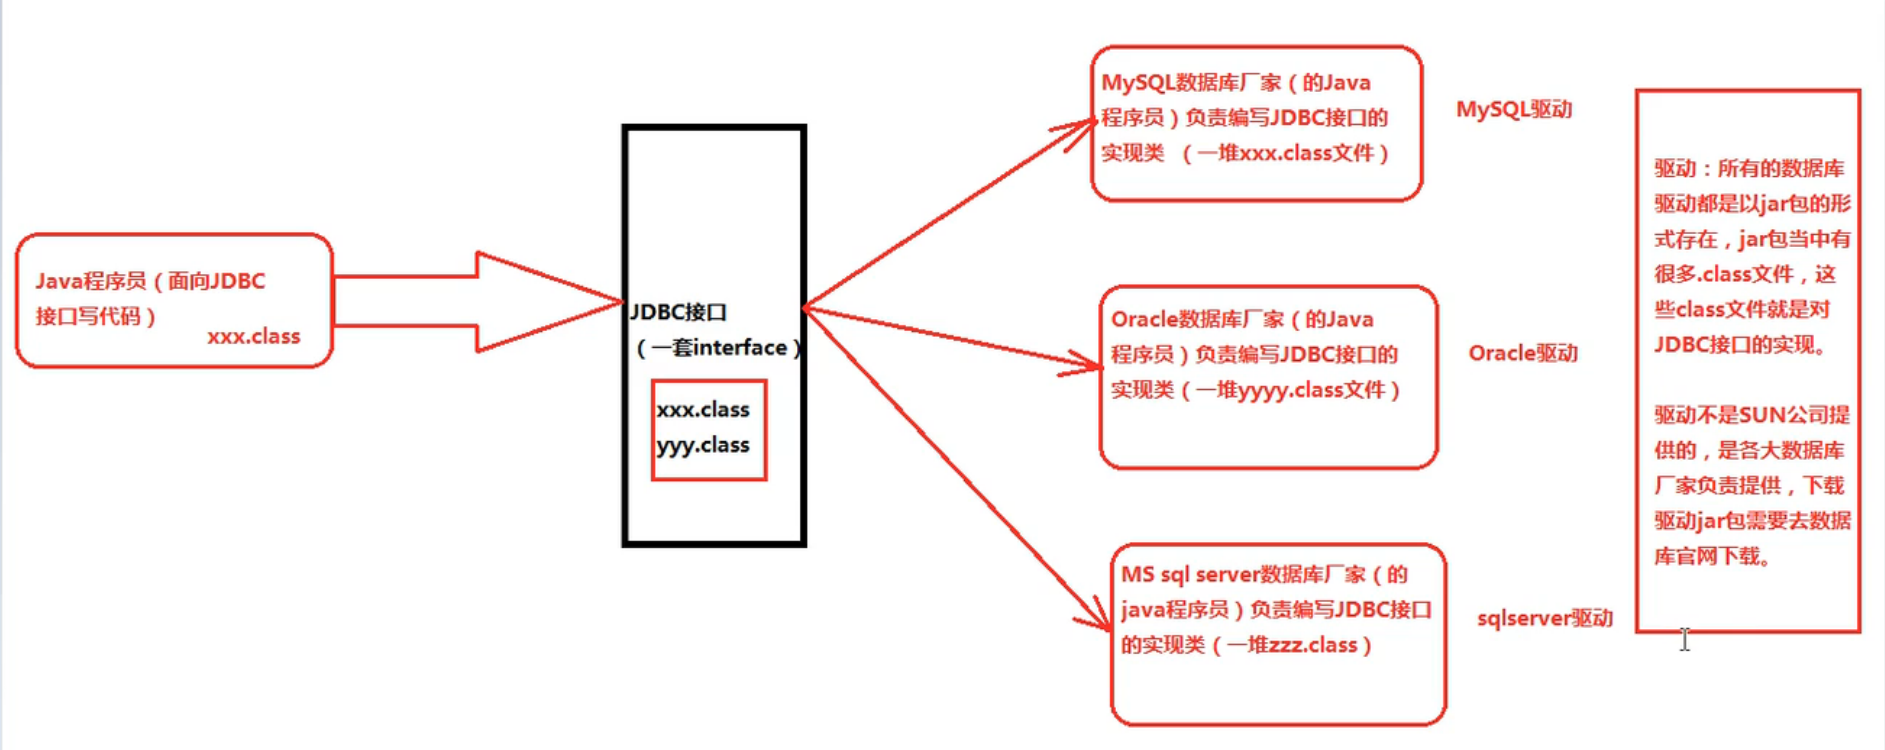 Java程序员（面向JDBC
接口写代码）
xxx.class
JDBC接口
（一套interface）
xxx.class
yyy.class
MySQL数据库厂家（的Java
程序员）负责编写JDBC接口的
实现类 （一堆xxx.class文件）
MySQL驱动
Oracle数据库厂家（的Java
程序员）负责编写JDBC接口的
实现类（一堆yyyy.class文件）
Oracle驱动
MS sql server数据库厂家（的
java程序员）负责编写JDBC接口
的实现类（一堆zzz.class）
sqlserver驱动
驱动：所有的数据库
驱动都是以jar包的形
式存在，jar包当中有
很多.class文件，这
些class文件就是对
JDBC接口的实现。
驱动不是SUN公司提
供的，是各大数据库
厂家负责提供，下载
驱动jar包需要去数据
库官网下载。